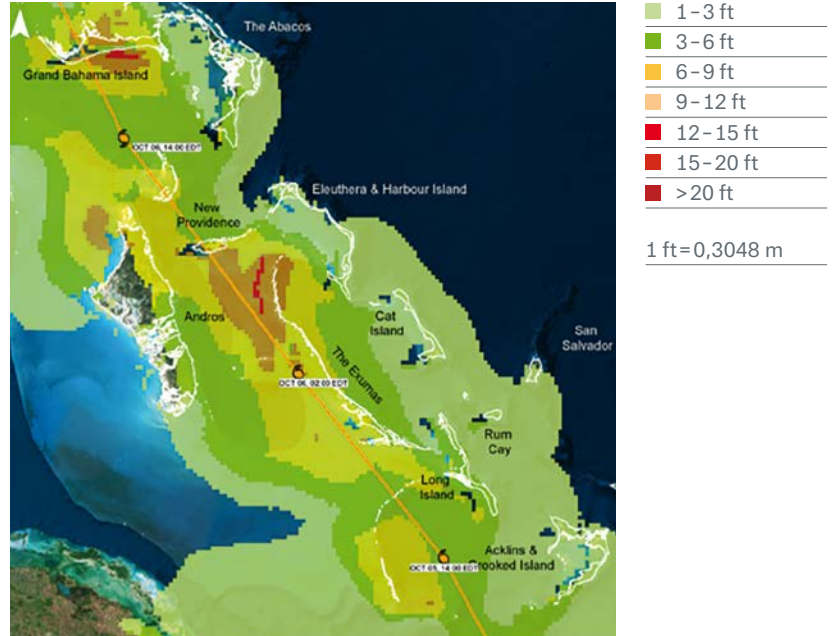 The Abacos
Grand Bahama Island
OCT 06, 14:00 EDT
Eleuthera & Harbour Island
New
Providence
Andros
Cat
Island
San
Salvador
OCT 06, 02:00 EDT
The Exumas
Rum
Cay
Long
Island
Acklins &
Crooked Island
OCT 05, 14:00 EDT
1–3 ft
3–6 ft
6–9 ft
9–12 ft
12–15 ft
15–20 ft
>20 ft
1 ft=0,3048 m